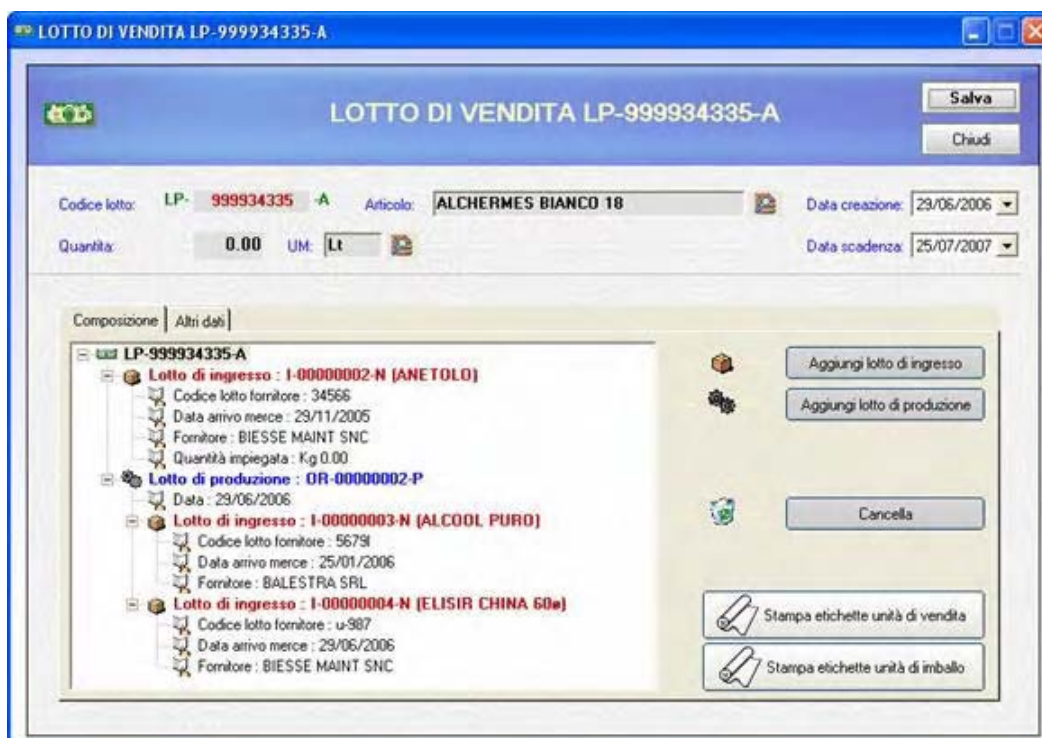 LOTTO DI VENDITA LP-999934335-A
LOTTO DI VENDITA LP-999934335-A
Salva
Chiudi
Codice lotto: LP- 999934335 -A Articolo: ALCHERMES BIANCO 18 Data creazione: 29/06/2006
Quantita: 0.00 UM: Lt Data scadenza: 25/07/2007
Composizione Altri dati
LP-999934335-A
Lotto di ingresso : I-00000002-N (ANETOLO)
Codice lotto fornitore : 34566
Data arrivo merce : 29/11/2005
Fornitore : BIESSE MAINT SNC
Quantità impiegata : Kg 0.00
Lotto di produzione : OR-00000002-P
Data : 29/06/2006
Lotto di ingresso : I-00000003-N (ALCOOL PURO)
Codice lotto fornitore : 5679l
Data arrivo merce : 25/01/2006
Fornitore : BALESTRA SRL
Lotto di ingresso : I-00000004-N (ELISIR CHINA 60ø)
Codice lotto fornitore : u-987
Data arrivo merce : 29/06/2006
Fornitore : BIESSE MAINT SNC
Aggiungi lotto di ingresso
Aggiungi lotto di produzione
Cancella
Stampa etichette unità di vendita
Stampa etichette unità di imballo